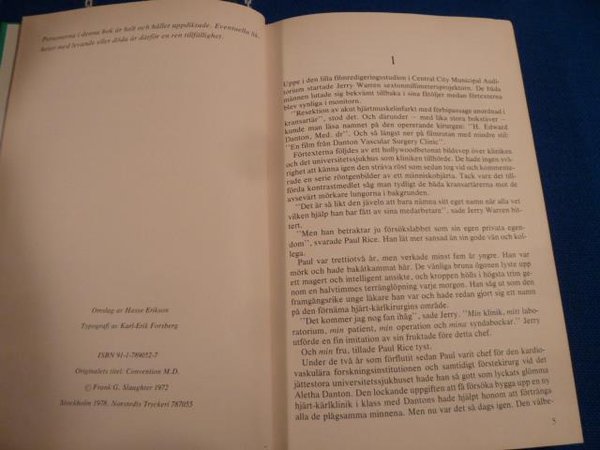 Personerna i denna bok är helt och hållet uppdiktade. Eventuella lik-
heter med levande eller döda är därför en ren tillfällighet.
Omslag av Hasse Erikson
Typografi av Karl-Erik Forsberg
ISBN 91-1-789052-7
Originalets titel: Convention M.D.
© Frank G. Slaughter 1972
Stockholm 1978. Norstedts Tryckeri 787055
1
Uppe i den lilla filmredigeringsstudion i Central City Municipal Audi-
torium startade Jerry Warren sextonmillimetersprojektorn. De båda
männen lutade sig bekvämt tillbaka i sina fåtöljer medan förtexterna
blev synliga i monitorn.
"Resektion av akut hjärtmuskelinfarkt med förbipassage anordnad i
kransartär", stod det. Och därunder – med lika stora bokstäver –
kunde man läsa namnet på den opererande kirurgen: "H. Edward
Danton, Med. dr". Och så längst ner på filmrutan med mindre stil:
"En film från Danton Vascular Surgery Clinic".
Förtexterna följdes av ett hollywoodbetonat bildsvep över kliniken
och det universitetssjukhus som kliniken tillhörde. De hade ingen svå-
righet att känna igen den sträva röst som sedan tog vid och kommente-
rade en serie röntgenbilder av ett människohjärta. Tack vare det till-
förda kontrastmedlet såg man tydligt de båda kransartärerna mot de
avsevärt mörkare lungorna i bakgrunden.
"Det är så likt den jäveln att bara nämna sitt eget namn när alla vet
vilken hjälp han har fått av sina medarbetare", sade Jerry Warren bit-
tert.
"Men han betraktar ju försökslabbet som sin egen privata egen-
dom", svarade Paul Rice. Han lät mer sansad än sin gode vän och kol-
lega.
Paul var trettiotvå år, men verkade minst fem år yngre. Han var
mörk och hade bakåtkammat hår. De vänliga bruna ögonen lyste upp
ett magert och intelligent ansikte, och kroppen hölls i högsta trim ge-
nom en halvtimmes terränglöpning varje morgon. Han såg ut som den
framgångsrike unge läkare han var och hade redan gjort sig ett namn
på den förnäma hjärt-kärlkirurgins område.
"Det kommer jag nog fan ihåg", sade Jerry. "Min klinik, mitt labo-
ratorium, min patient, min operation och mina syndabockar." Jerry
utförde en fin imitation av sin fruktade före detta chef.
Och min fru, tillade Paul Rice tyst.
Under de två år som förflutit sedan Paul varit chef för den kardio-
vaskulära forskningsinstitutionen och samtidigt förstekirurg vid det
jättestora universitetssjukhuset hade han så gott som lyckats glömma
Aletha Danton. Den lockande uppgiften att få försöka bygga upp en ny
hjärt-kärlklinik i klass med Dantons hade hjälpt honom att förtränga
alla de plågsamma minnena. Men nu var det så dags igen. Den välbe-
5